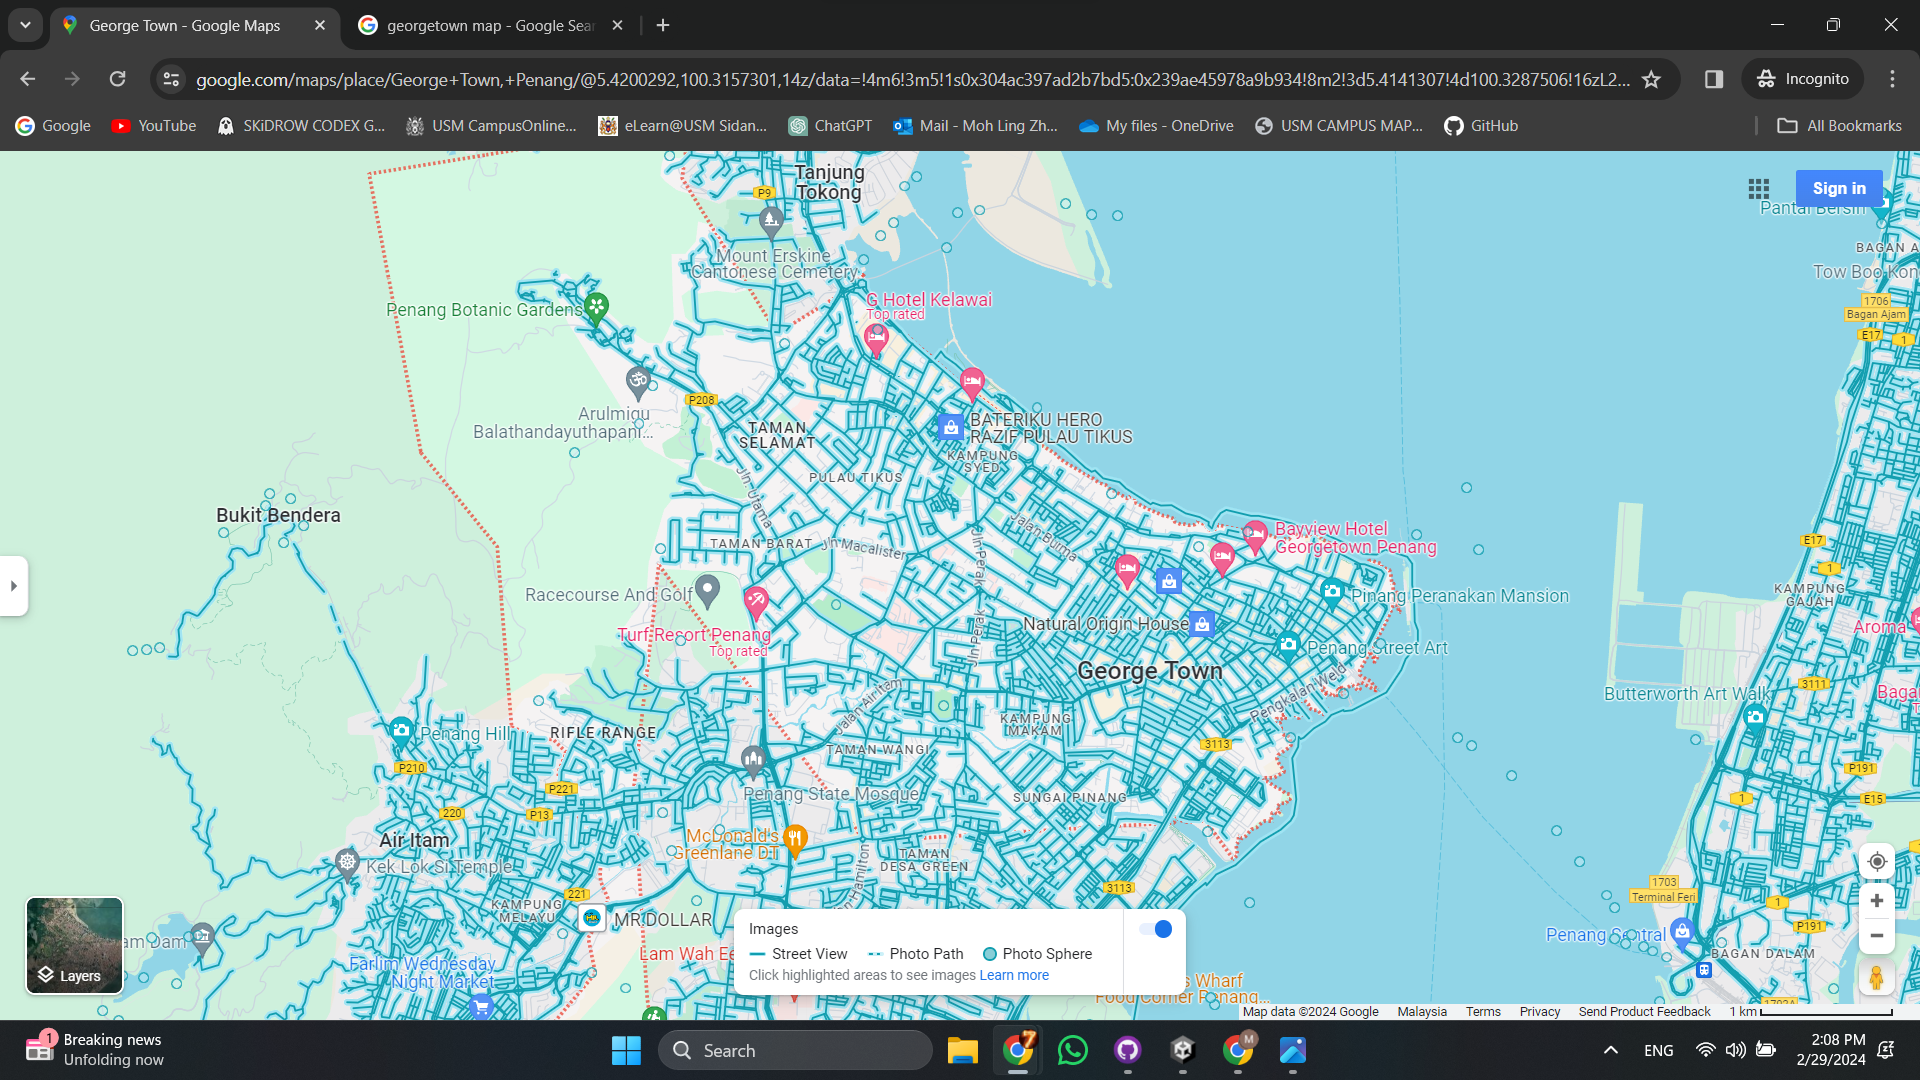 George Town - Google Maps
georgetown map - Google Sear
google.com/maps/place/George+Town,+Penang/@5.4200292,100.3157301,14z/data=!4m6!3m5!1s0x304ac397ad2b7bd5:0x239ae45978a9b934!8m2!3d5.4141307!4d100.3287506!16zL2...
Incognito
Google
YouTube
SKiDROW CODEX G...
USM CampusOnline...
eLearn@USM Sidan...
ChatGPT
Mail - Moh Ling Zh...
My files - OneDrive
USM CAMPUS MAP...
GitHub
All Bookmarks
Tanjung
Tokong
P9
Sign in
Pantai Bersih
BAGAN A
Mount Erskine
Cantonese Cemetery
Tow Boo Kon
G Hotel Kelawai
Top rated
Penang Botanic Gardens
1706
Bagan Ajam
E17
1
P208
Arulmigu
Balathandayuthapani...
BATERIKU HERO
RAZIF PULAU TIKUS
TAMAN
SELAMAT
KAMPUNG
SYED
PULAU TIKUS
Jln. Utama
Bukit Bendera
Jalan Burma
Bayview Hotel
Georgetown Penang
TAMAN BARAT
Jln Macalister
Jln Perak
Jln Perak
E17
1
KAMPUNG
GAJAH
Racecourse And Golf
Pinang Peranakan Mansion
Turf Resort Penang
Top rated
Natural Origin House
Aroma
Penang Street Art
George Town
Pengkalan Weld
Jalan Air Itam
3111
Butterworth Art Walk
Baga
Penang Hill
RIFLE RANGE
KAMPUNG
MAKAM
TAMAN WANGI
3113
P210
P221
P191
Penang State Mosque
SUNGAI PINANG
1
E15
220
P13
Air Itam
McDonald's
Greenlane DT
Kek Lok Si Temple
TAMAN
DESA GREEN
Jln Hamilton
3113
1703
Terminal Feri
221
1
KAMPUNG
MELAYU
MR.DOLLAR
P191
am Dam
Penang Sentral
BAGAN DALAM
Lam Wah Ee
Farlim Wednesday
Night Market
Layers
Images
Street View
Photo Path
Photo Sphere
Click highlighted areas to see images Learn more
s Wharf
Food Corner Penang...
Map data ©2024 Google
Malaysia
Terms
Privacy
Send Product Feedback
1 km
1
Breaking news
Unfolding now
Search
7
M
ENG
2:08 PM
2/29/2024